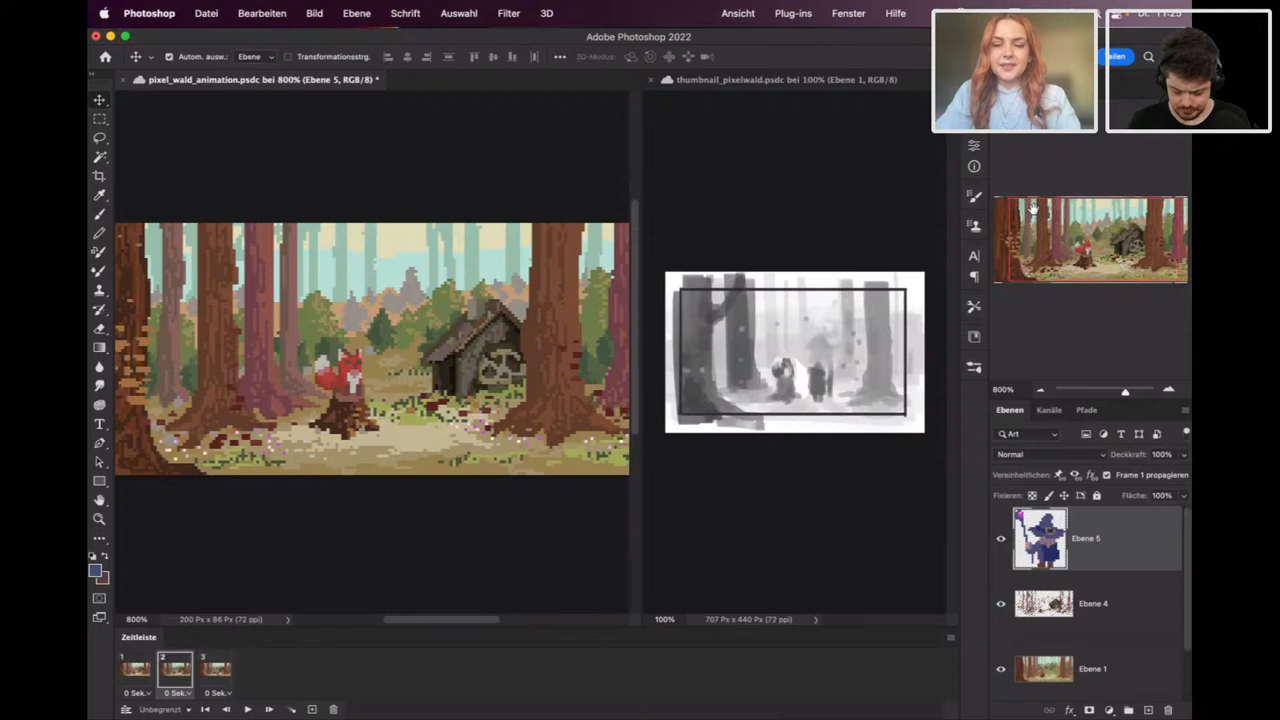 Photoshop Datei Bearbeiten Bild Ebene Schrift Auswahl Filter 3D Ansicht Plug-ins Fenster Hilfe
Adobe Photoshop 2022
Autom. ausw.: Ebene Transformationsstrg. 3D-Modus:
pixel_wald_animation.psdc bei 800% (Ebene 5, RGB/8) * thumbnail_pixelwald.psdc bei 100% (Ebene 1, RGB/8)
800%
Ebenen Kanäle Pfade
Art
Normal Deckkraft: 100%
Vereinheitlichen: Frame 1 propagieren
Fixieren: Fläche: 100%
Ebene 5
Ebene 4
Ebene 1
800% 200 Px x 86 Px (72 ppi) 100% 707 Px x 440 Px (72 ppi)
Zeitleiste
1 2 3
0 Sek. 0 Sek. 0 Sek.
Unbegrenzt